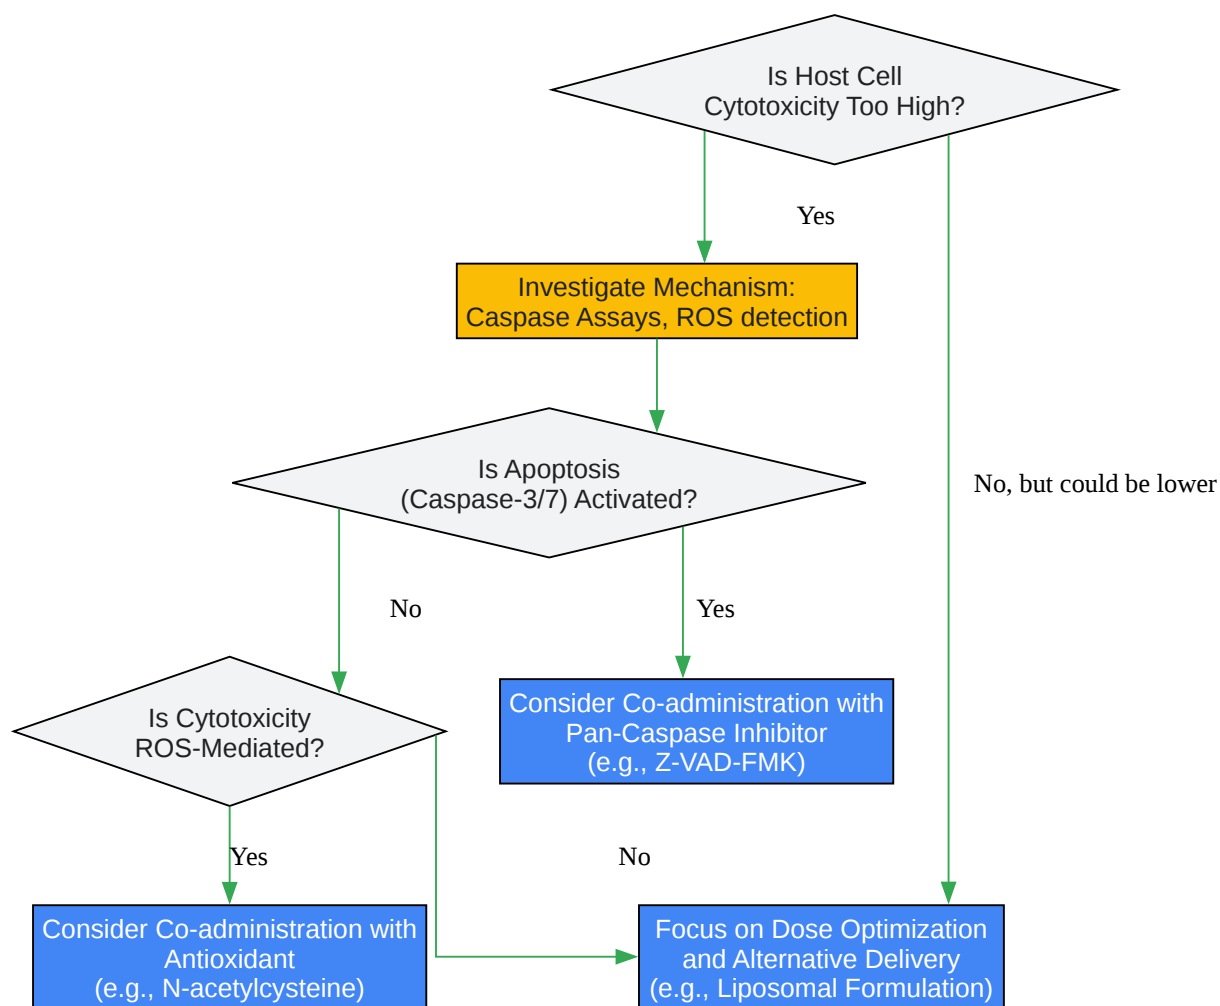 Is Host Cell
Cytotoxicity Too High?
Yes
Investigate Mechanism:
Caspase Assays, ROS detection
Is Apoptosis
(Caspase-3/7) Activated?
No, but could be lower
No
Yes
Is Cytotoxicity
ROS-Mediated?
Consider Co-administration with
Pan-Caspase Inhibitor
(e.g., Z-VAD-FMK)
Yes
No
Consider Co-administration with
Antioxidant
(e.g., N-acetylcysteine)
Focus on Dose Optimization
and Alternative Delivery
(e.g., Liposomal Formulation)